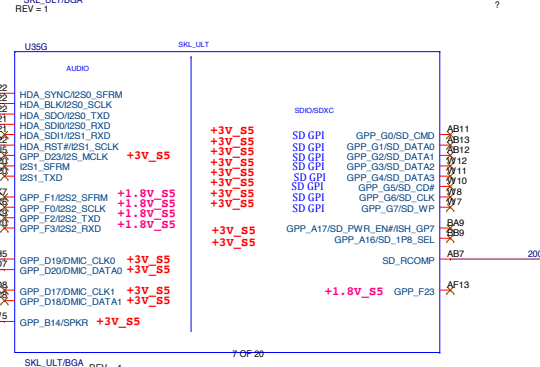 SKL_ULT/BGA
REV = 1
?
U35G
SKL_ULT
AUDIO
SDIO/SDXC
HDA_SYNC/I2S0_SFRM
HDA_BLK/I2S0_SCLK
HDA_SDO/I2S0_TXD
HDA_SDI0/I2S0_RXD
HDA_SDI1/I2S1_RXD
HDA_RST#/I2S1_SCLK
GPP_D23/I2S_MCLK +3V_S5
I2S1_SFRM
I2S1_TXD
GPP_F1/I2S2_SFRM +1.8V_S5
GPP_F0/I2S2_SCLK +1.8V_S5
GPP_F2/I2S2_TXD +1.8V_S5
GPP_F3/I2S2_RXD +1.8V_S5
GPP_D19/DMIC_CLK0 +3V_S5
GPP_D20/DMIC_DATA0 +3V_S5
GPP_D17/DMIC_CLK1 +3V_S5
GPP_D18/DMIC_DATA1 +3V_S5
GPP_B14/SPKR +3V_S5
+3V_S5 SD GPI GPP_G0/SD_CMD AB11
+3V_S5 SD GPI GPP_G1/SD_DATA0 AB13
+3V_S5 SD GPI GPP_G2/SD_DATA1 AB12
+3V_S5 SD GPI GPP_G3/SD_DATA2 W12
+3V_S5 SD GPI GPP_G4/SD_DATA3 W11
+3V_S5 SD GPI GPP_G5/SD_CD# W10
+3V_S5 SD GPI GPP_G6/SD_CLK W8
+3V_S5 SD GPI GPP_G7/SD_WP W7
+3V_S5 GPP_A17/SD_PWR_EN#/ISH_GP7 BA9
+3V_S5 GPP_A16/SD_1P8_SEL BB9
SD_RCOMP AB7 200
+1.8V_S5 GPP_F23 AF13
7 OF 20
SKL_ULT/BGA